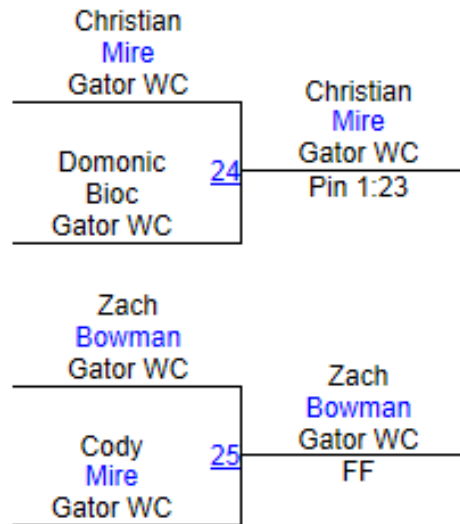 Christian
Mire
Gator WC
Domonic
Bioc
Gator WC
24
Christian
Mire
Gator WC
Pin 1:23
Zach
Bowman
Gator WC
Cody
Mire
Gator WC
25
Zach
Bowman
Gator WC
FF